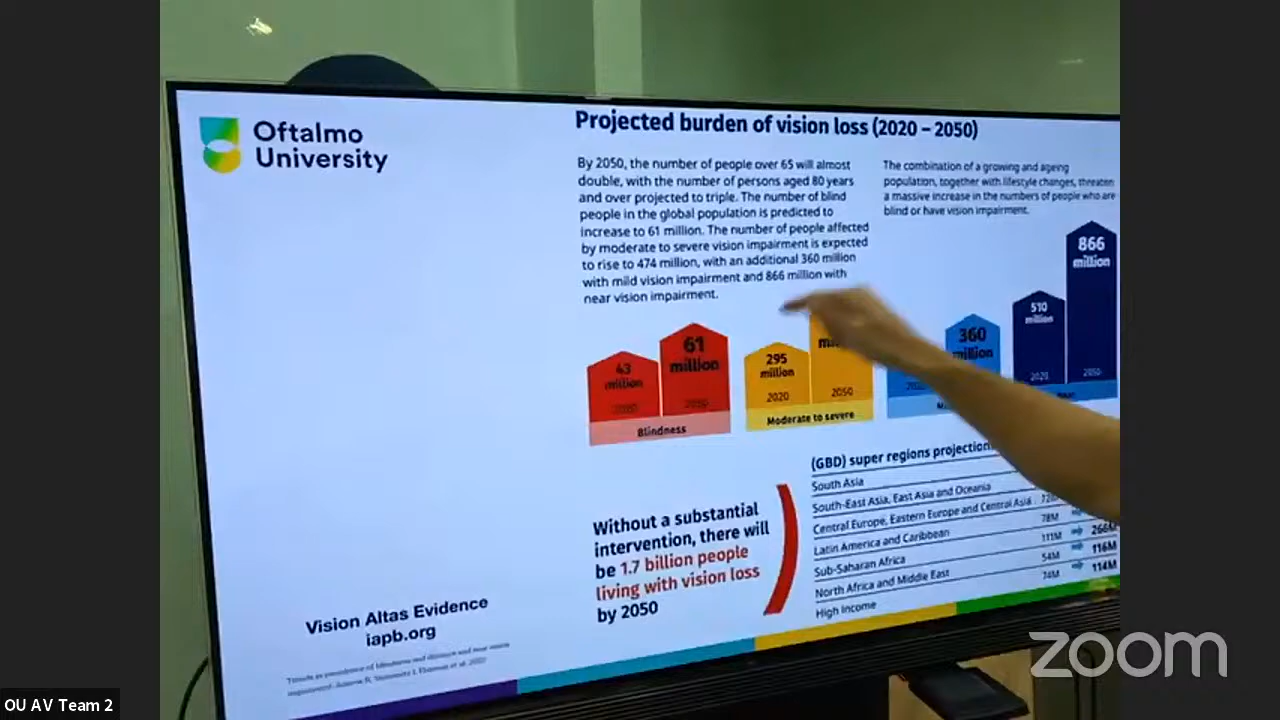 Oftalmo
University
Projected burden of vision loss (2020 – 2050)
By 2050, the number of people over 65 will almost
double, with the number of persons aged 80 years
and over projected to triple. The number of blind
people in the global population is predicted to
increase to 61 million. The number of people affected
by moderate to severe vision impairment is expected
to rise to 474 million, with an additional 360 million
with mild vision impairment and 866 million with
near vision impairment.
The combination of a growing and ageing
population, together with lifestyle changes, threaten
a massive increase in the numbers of people who are
blind or have vision impairment.
43
million
2020
61
million
2050
Blindness
295
million
2020
2050
Moderate to severe
360
million
510
million
2020
866
million
2050
Without a substantial
intervention, there will
be 1.7 billion people
living with vision loss
by 2050
(GBD) super regions projection
South Asia
South-East Asia, East Asia and Oceania
Central Europe, Eastern Europe and Central Asia
Latin America and Caribbean 78M
Sub-Saharan Africa 111M 266M
North Africa and Middle East 54M 116M
High Income 74M 114M
Vision Altas Evidence
iapb.org
zoom
OU AV Team 2